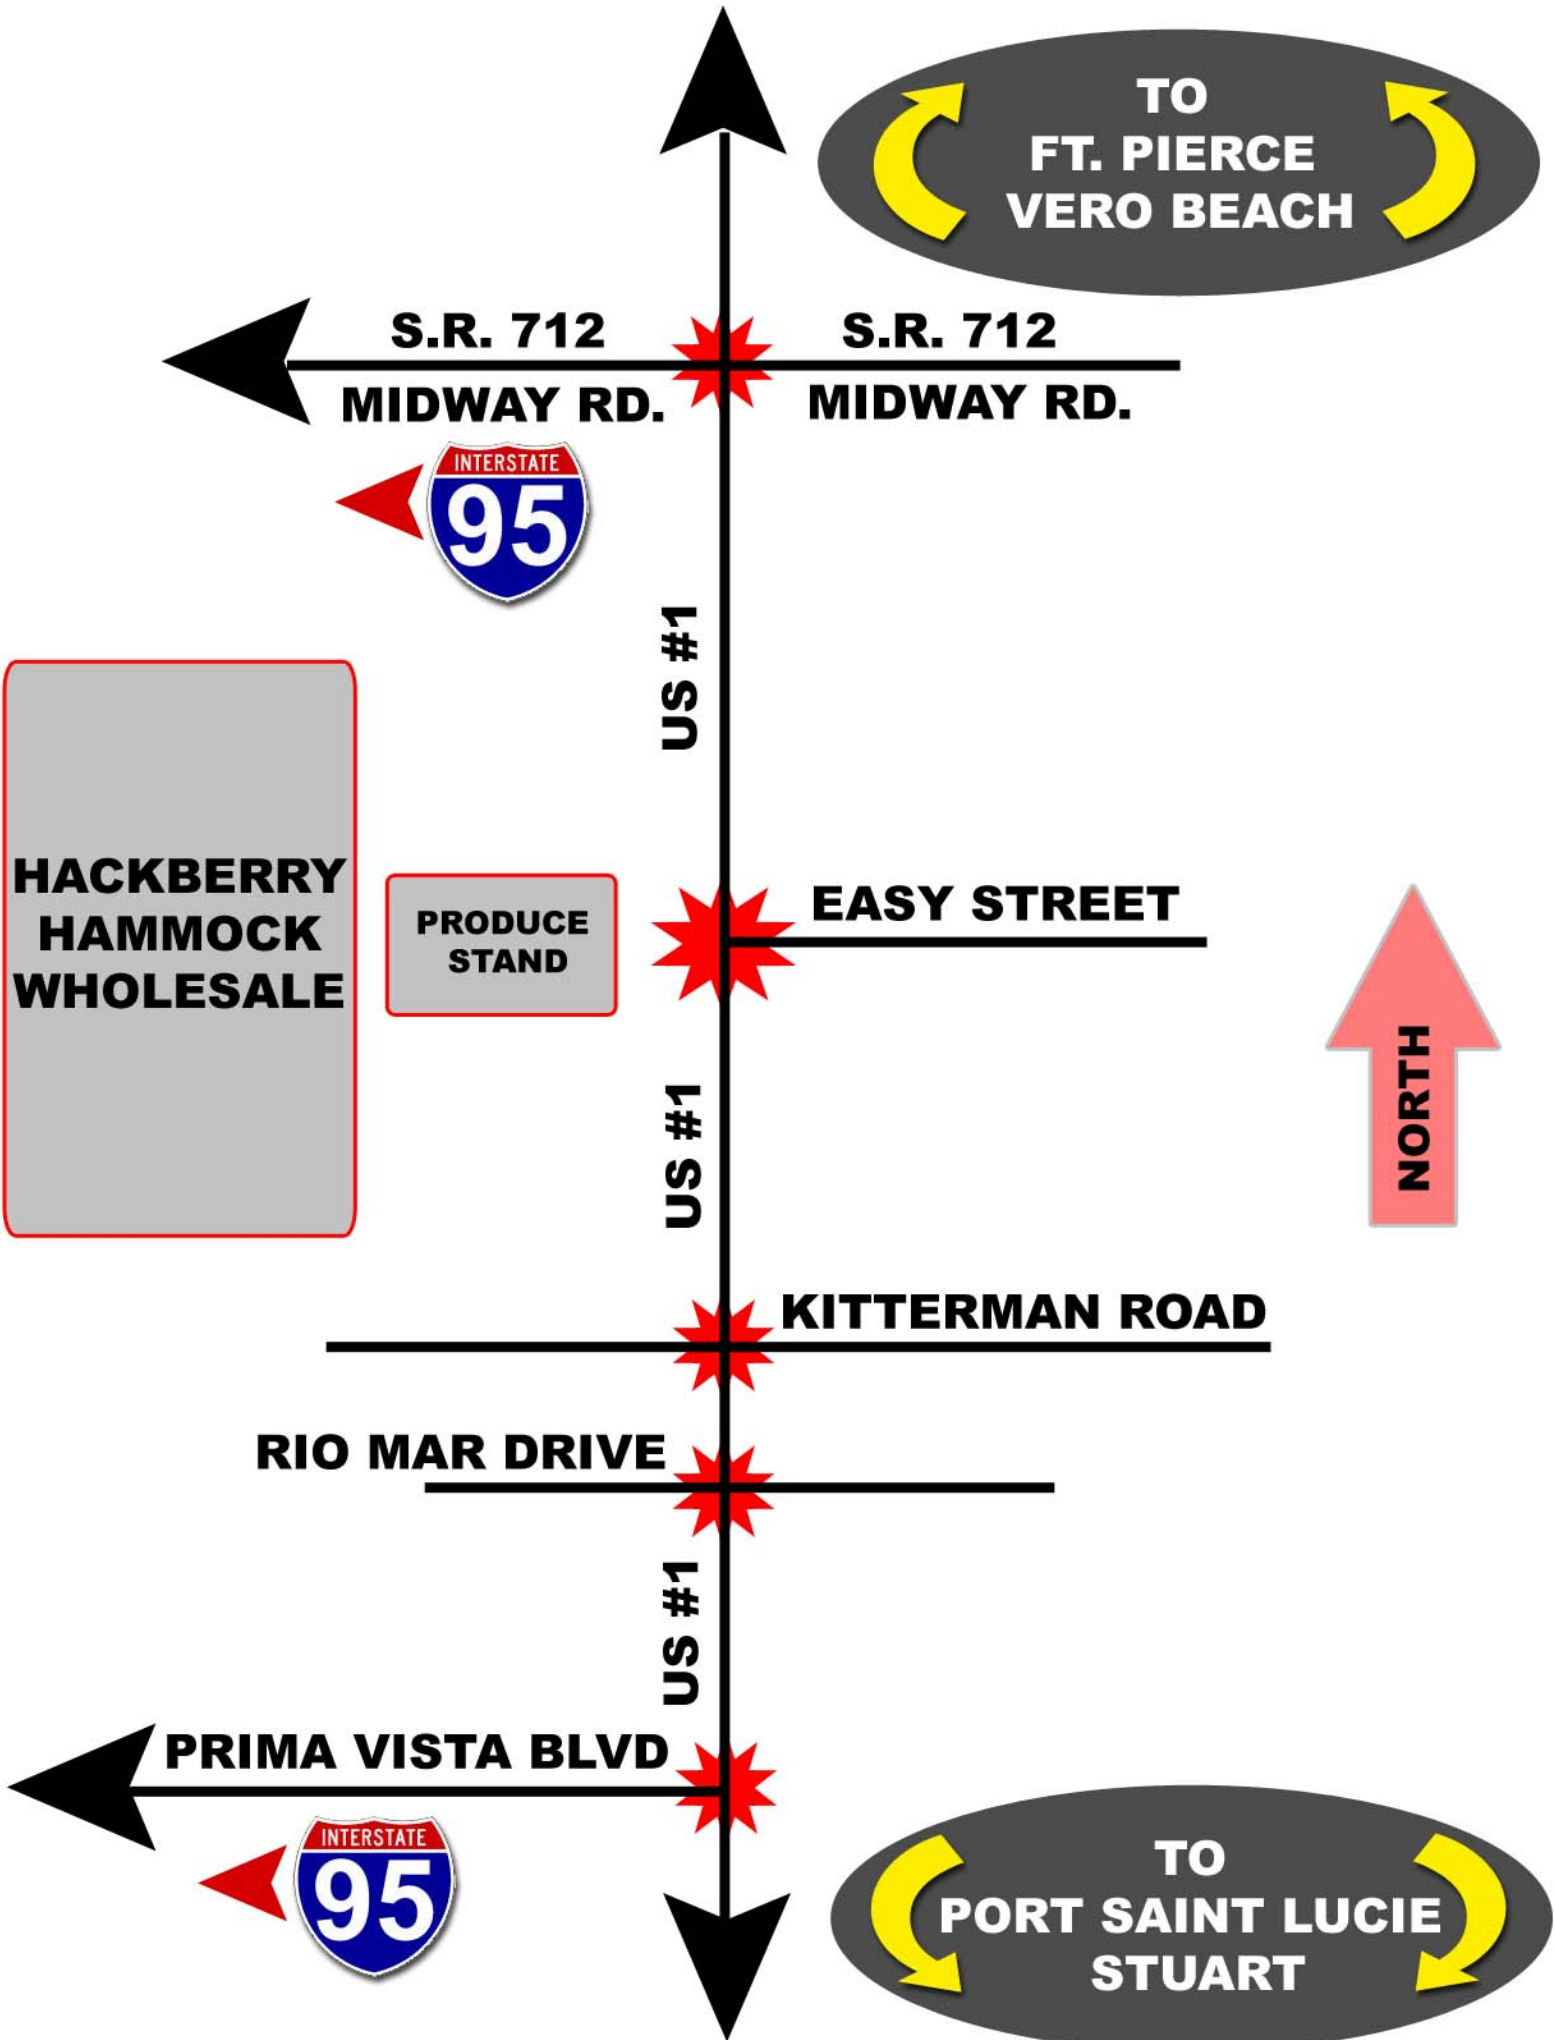 TO
FT. PIERCE
VERO BEACH
S.R. 712
S.R. 712
MIDWAY RD.
MIDWAY RD.
INTERSTATE
95
US #1
HACKBERRY
HAMMOCK
WHOLESALE
PRODUCE
STAND
EASY STREET
NORTH
US #1
KITTERMAN ROAD
RIO MAR DRIVE
US #1
PRIMA VISTA BLVD
INTERSTATE
95
TO
PORT SAINT LUCIE
STUART